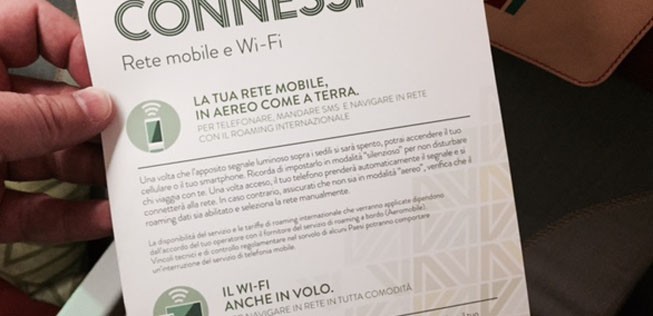 CONNESSI
Rete mobile e Wi-Fi
LA TUA RETE MOBILE,
IN AEREO COME A TERRA.
PER TELEFONARE, MANDARE SMS E NAVIGARE IN RETE
CON IL ROAMING INTERNAZIONALE
Una volta che l'apposito segnale luminoso sopra i sedili si sarà spento, potrai accendere il tuo
cellulare o il tuo smartphone. Ricorda di impostarlo in modalità "silenzioso" per non disturbare
chi viaggia con te. Una volta acceso, il tuo telefono prenderà automaticamente il segnale e si
connetterà alla rete. In caso contrario, assicurati che non sia in modalità "aereo", verifica che il
roaming dati sia abilitato e seleziona la rete manualmente.
La disponibilità del servizio e la tariffe di roaming internazionale che verranno applicate dipendono
dall'accordo del tuo operatore con il fornitore del servizio di roaming a bordo (Aeromobile).
Vincoli tecnici e di controllo regolamentare nel sorvolo di alcuni Paesi potranno comportare
un'interruzione del servizio di telefonia mobile.
IL WI-FI
ANCHE IN VOLO.
NAVIGARE IN RETE IN TUTTA COMODITÀ
il tuo